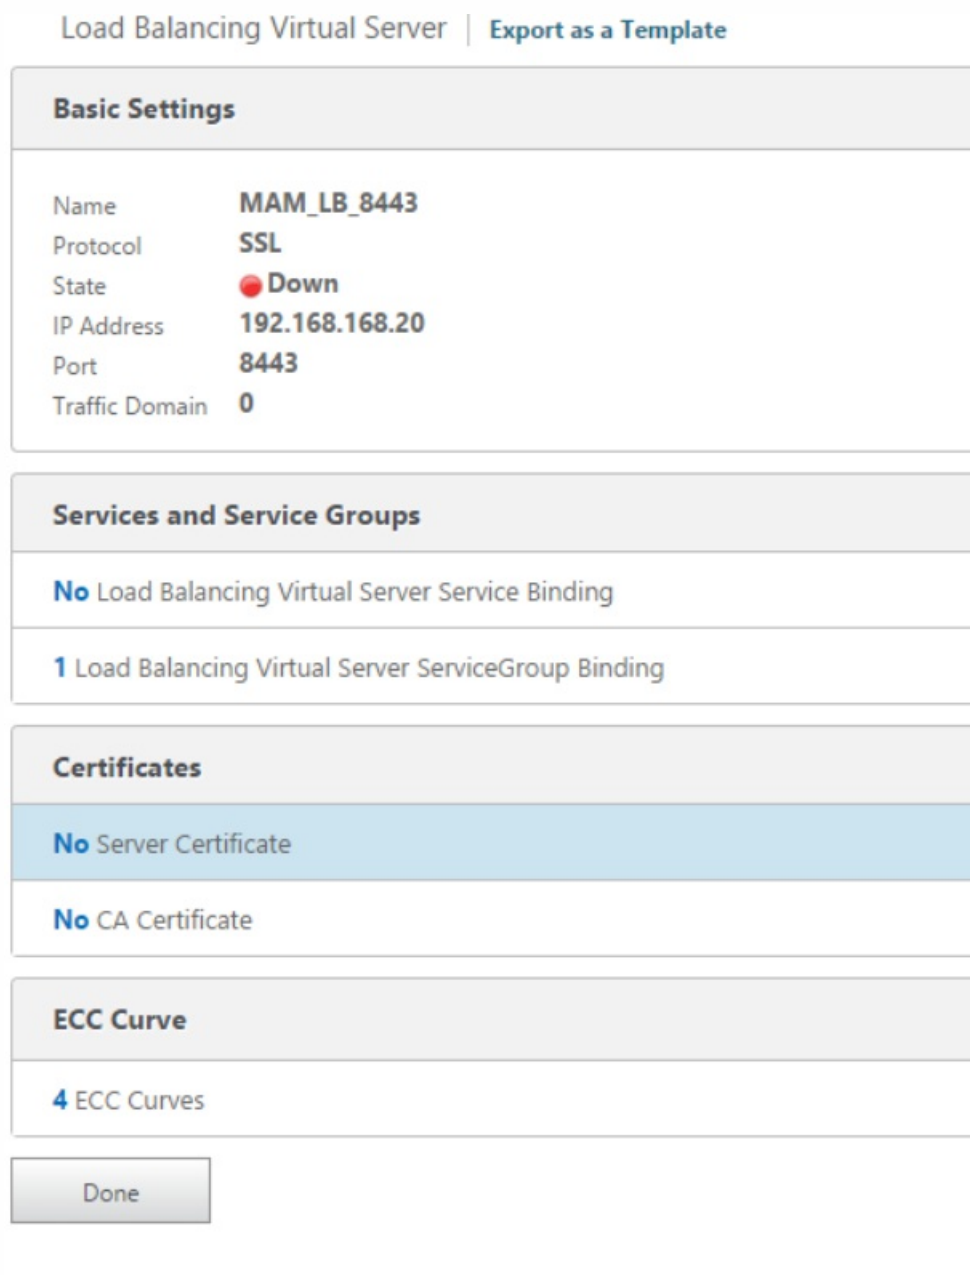 Load Balancing Virtual Server | Export as a Template
Basic Settings
Name MAM_LB_8443
Protocol SSL
State Down
IP Address 192.168.168.20
Port 8443
Traffic Domain 0
Services and Service Groups
No Load Balancing Virtual Server Service Binding
1 Load Balancing Virtual Server ServiceGroup Binding
Certificates
No Server Certificate
No CA Certificate
ECC Curve
4 ECC Curves
Done